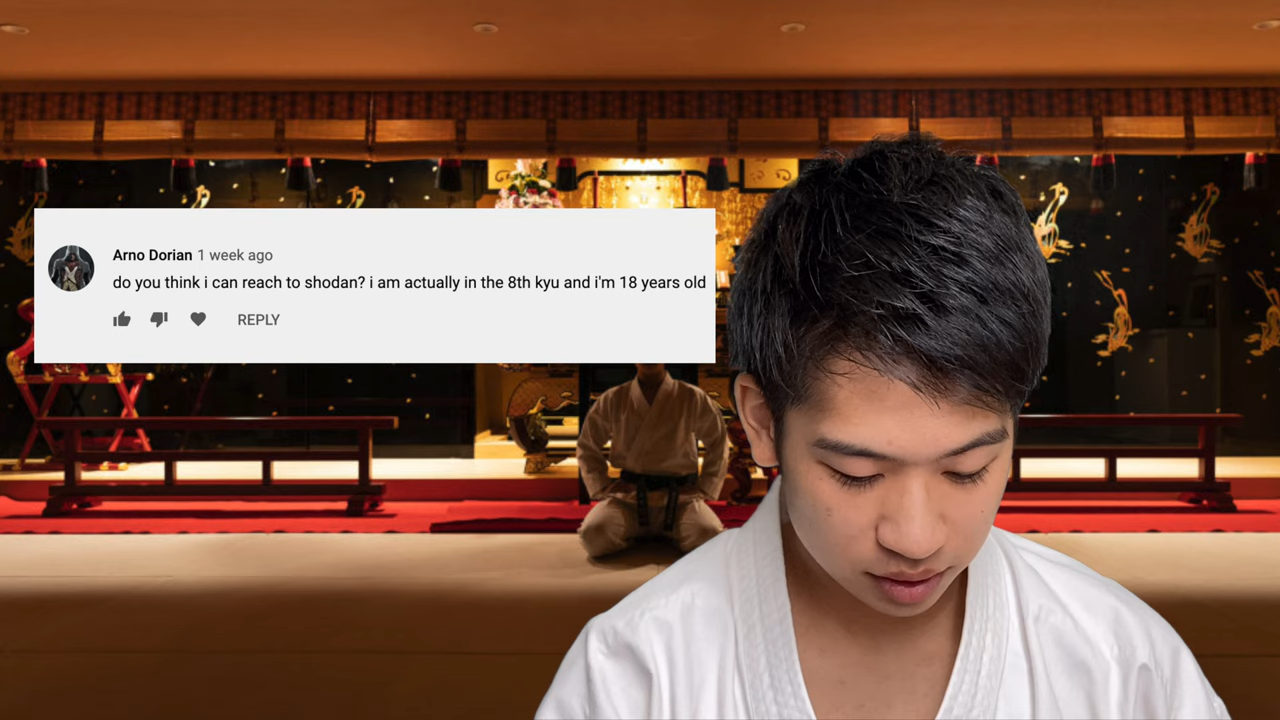 Arno Dorian 1 week ago
do you think i can reach to shodan? i am actually in the 8th kyu and i'm 18 years old
REPLY